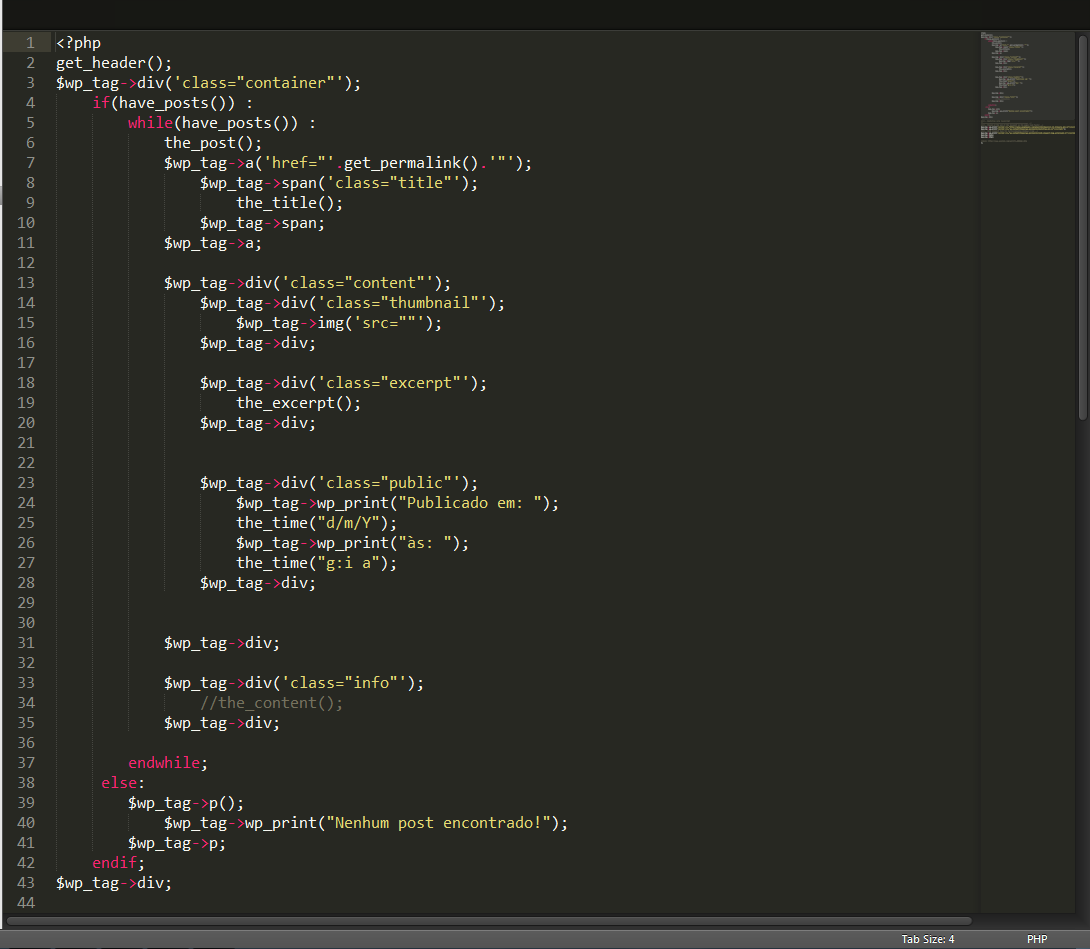 1 <?php
2 get_header();
3 $wp_tag->div('class="container"');
4 if(have_posts()) :
5 while(have_posts()) :
6 the_post();
7 $wp_tag->a('href="'.get_permalink().'"');
8 $wp_tag->span('class="title"');
9 the_title();
10 $wp_tag->span;
11 $wp_tag->a;
12
13 $wp_tag->div('class="content"');
14 $wp_tag->div('class="thumbnail"');
15 $wp_tag->img('src=""');
16 $wp_tag->div;
17
18 $wp_tag->div('class="excerpt"');
19 the_excerpt();
20 $wp_tag->div;
21
22
23 $wp_tag->div('class="public"');
24 $wp_tag->wp_print("Publicado em: ");
25 the_time("d/m/Y");
26 $wp_tag->wp_print("às: ");
27 the_time("g:i a");
28 $wp_tag->div;
29
30
31 $wp_tag->div;
32
33 $wp_tag->div('class="info"');
34 //the_content();
35 $wp_tag->div;
36
37 endwhile;
38 else:
39 $wp_tag->p();
40 $wp_tag->wp_print("Nenhum post encontrado!");
41 $wp_tag->p;
42 endif;
43 $wp_tag->div;
44
Tab Size: 4 PHP